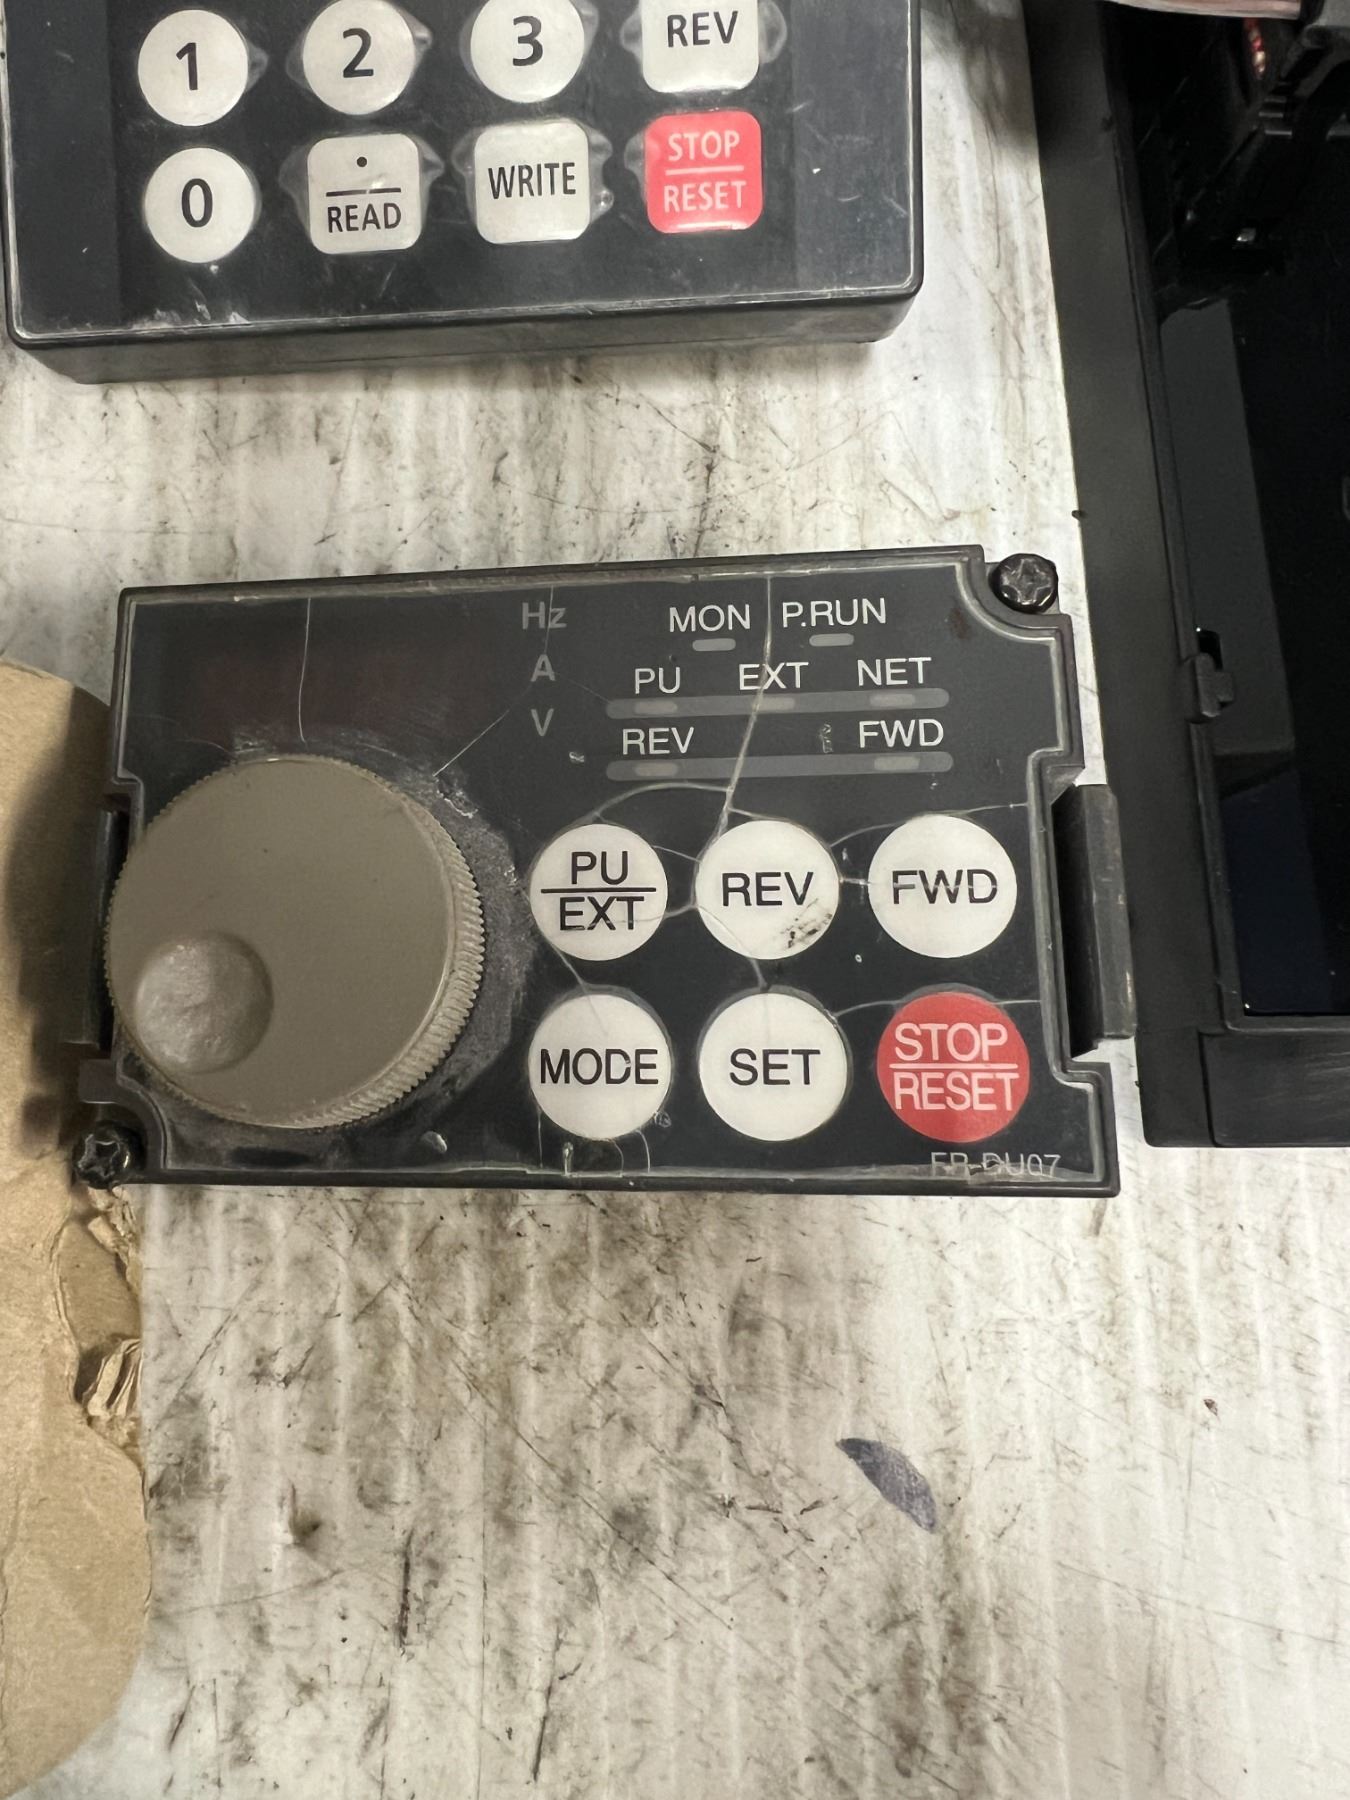 1 2 3 REV
0 • READ WRITE STOP RESET
Hz MON P.RUN
A PU EXT NET
V REV FWD
PU EXT REV FWD
MODE SET STOP RESET
FR-DU07